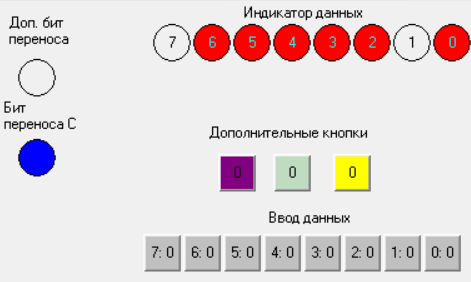 Доп. бит
переноса
Индикатор данных
7 6 5 4 3 2 1 0
Бит
переноса С
Дополнительные кнопки
0 0 0
Ввод данных
7: 0 6: 0 5: 0 4: 0 3: 0 2: 0 1: 0 0: 0